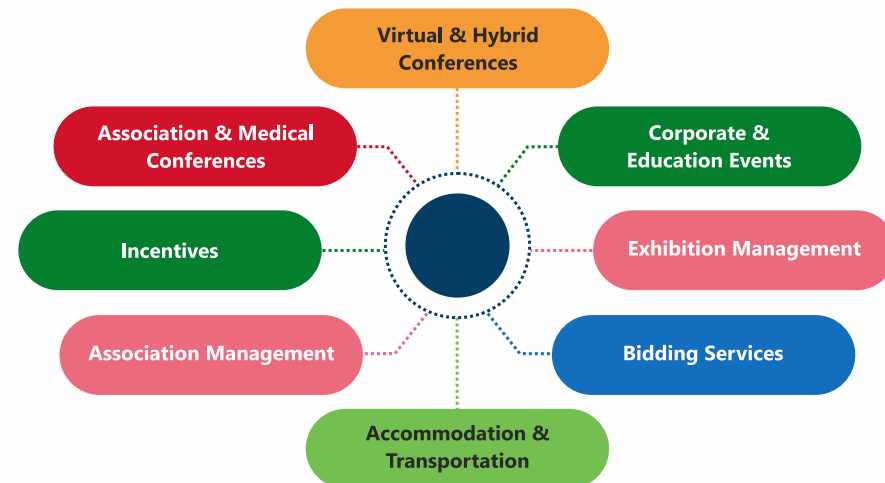 Virtual & Hybrid
Conferences
Association & Medical
Conferences
Corporate &
Education Events
Incentives
Exhibition Management
Association Management
Bidding Services
Accommodation &
Transportation